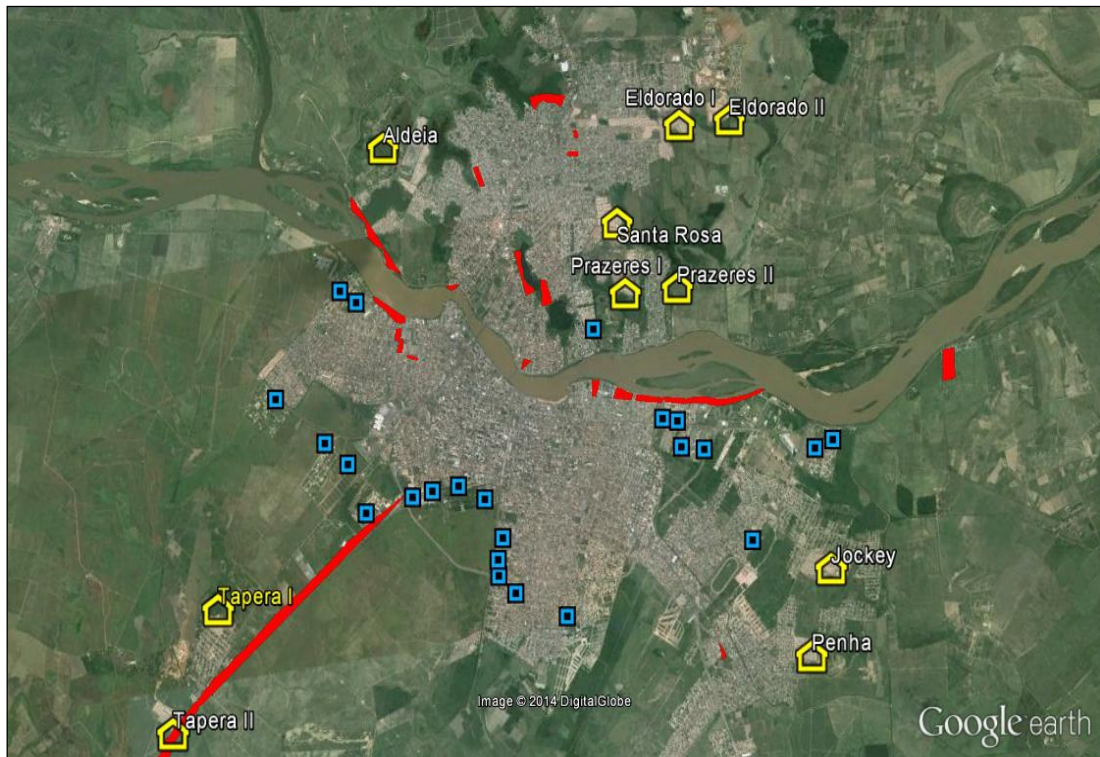 Eldorado I
Eldorado II
Aldeia
Santa Rosa
Prazeres I
Prazeres II
Jockey
Tapera I
Penha
Tapera II
Image © 2014 DigitalGlobe
Google earth